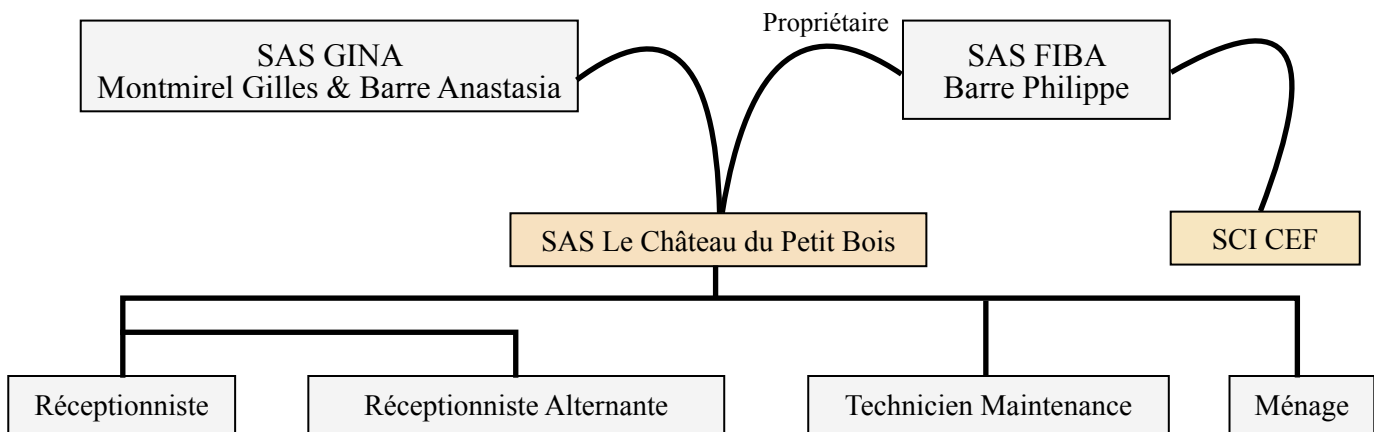 Propriétaire
SAS GINA
Montmirel Gilles & Barre Anastasia
SAS FIBA
Barre Philippe
SAS Le Château du Petit Bois
SCI CEF
Réceptionniste
Réceptionniste Alternante
Technicien Maintenance
Ménage